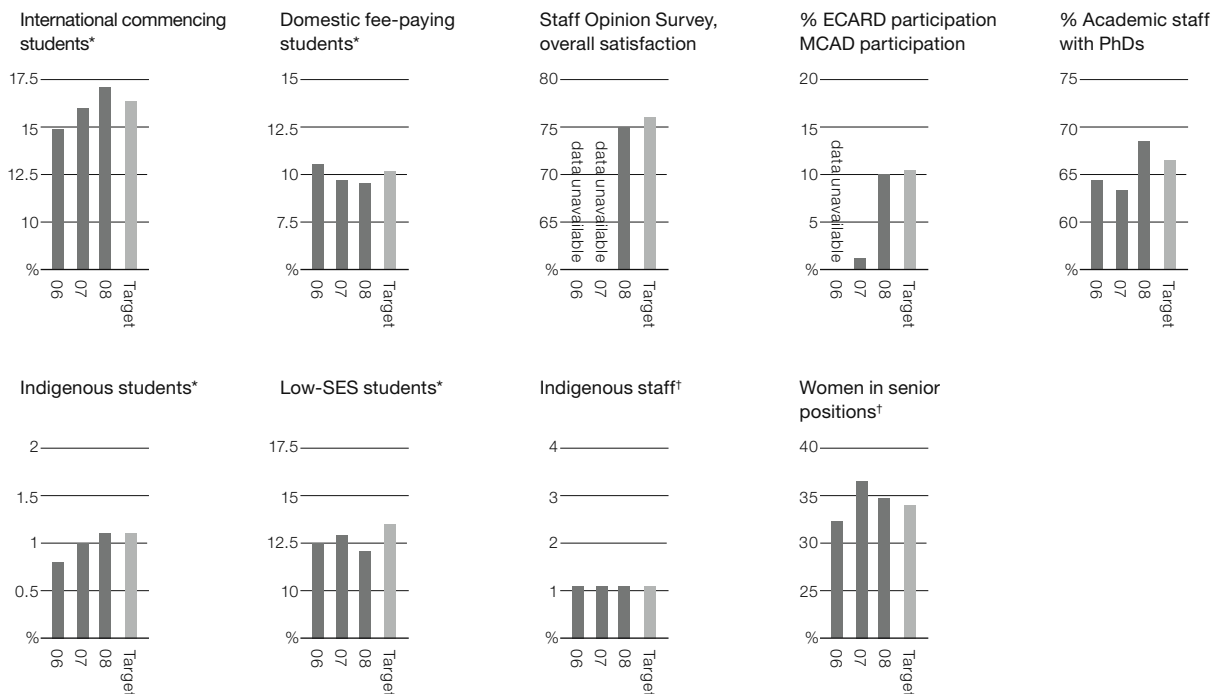 International commencing
students*
17.5
15
12.5
10
%
06
07
08
Target
Domestic fee-paying
students*
15
12.5
10
7.5
%
06
07
08
Target
Staff Opinion Survey,
overall satisfaction
80
75
70
65
%
data unavailable
data unavailable
06
07
08
Target
% ECARD participation
MCAD participation
20
15
10
5
%
data unavailable
06
07
08
Target
% Academic staff
with PhDs
75
70
65
60
%
06
07
08
Target
Indigenous students*
2
1.5
1
0.5
%
06
07
08
Target
Low-SES students*
17.5
15
12.5
10
%
06
07
08
Target
Indigenous staff†
4
3
2
1
%
06
07
08
Target
Women in senior
positions†
40
35
30
25
%
06
07
08
Target